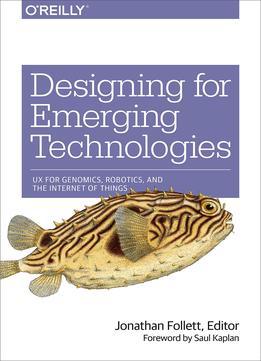 O'REILLY®
Designing for
Emerging
Technologies
UX FOR GENOMICS, ROBOTICS, AND
THE INTERNET OF THINGS
Jonathan Follett, Editor
Foreword by Saul Kaplan